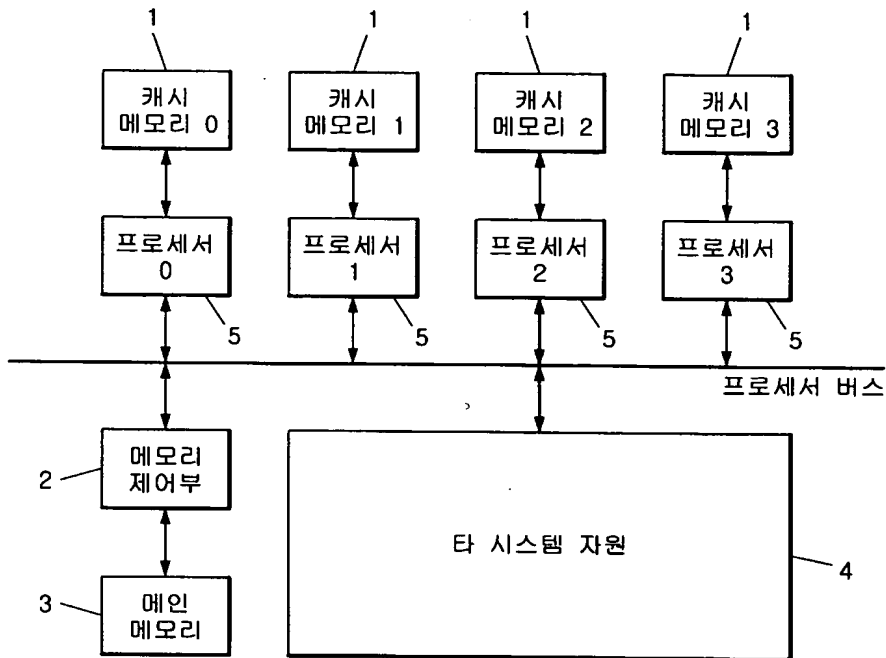 1 1 1 1
캐시 캐시 캐시 캐시
메모리 0 메모리 1 메모리 2 메모리 3
프로세서 프로세서 프로세서 프로세서
0 1 2 3
5 5 5 5
프로세서 버스
메모리
제어부
2
타 시스템 자원
4
메인
메모리
3